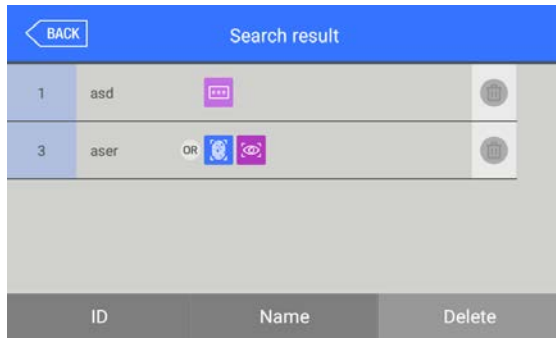 BACK
Search result
1 asd
3 aser OR
ID Name Delete